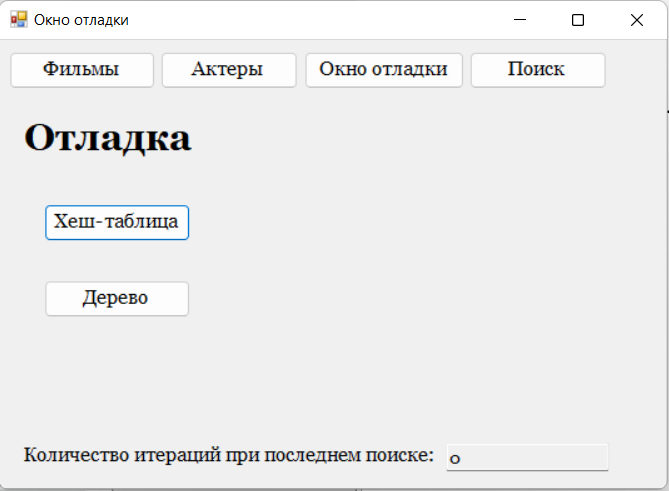 Окно отладки
Фильмы Актеры Окно отладки Поиск
Отладка
Хеш-таблица
Дерево
Количество итераций при последнем поиске: 0